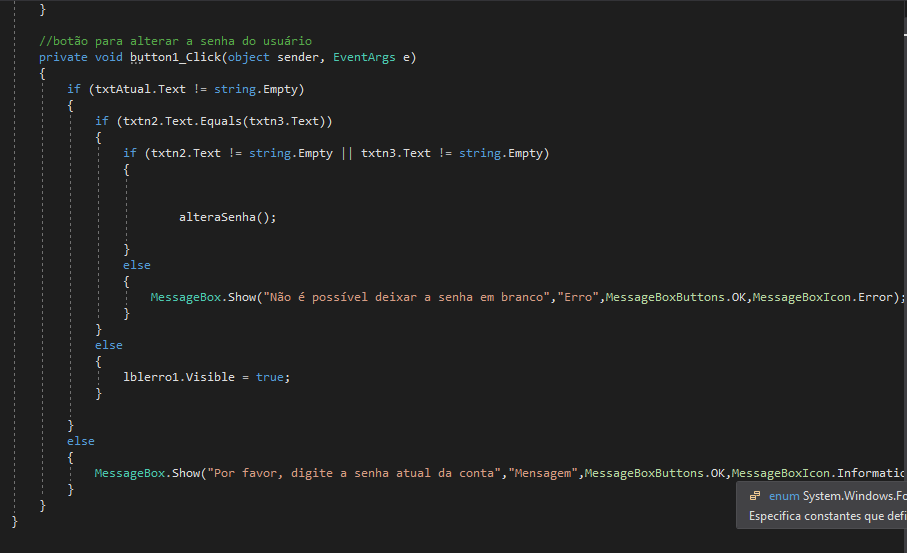 }
//botão para alterar a senha do usuário
private void button1_Click(object sender, EventArgs e)
{
if (txtAtual.Text != string.Empty)
{
if (txtn2.Text.Equals(txtn3.Text))
{
if (txtn2.Text != string.Empty || txtn3.Text != string.Empty)
{
alteraSenha();
}
else
{
MessageBox.Show("Não é possível deixar a senha em branco","Erro",MessageBoxButtons.OK,MessageBoxIcon.Error);
}
}
else
{
lblerro1.Visible = true;
}
}
else
{
MessageBox.Show("Por favor, digite a senha atual da conta","Mensagem",MessageBoxButtons.OK,MessageBoxIcon.Informatio
}
}
}
enum System.Windows.Fo
Especifica constantes que defi